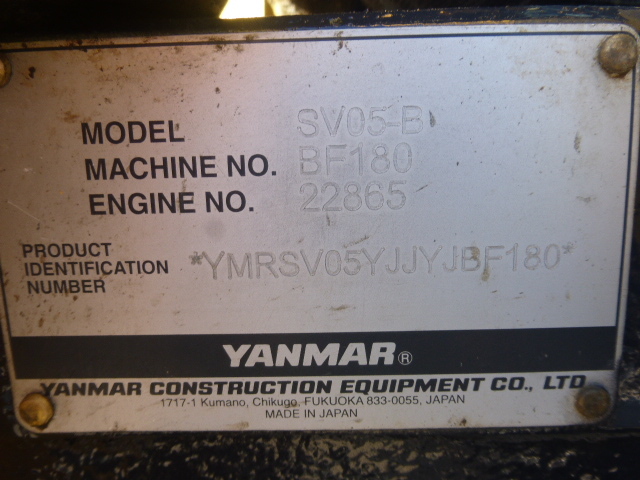 MODEL SV05-B
MACHINE NO. BF180
ENGINE NO. 22865
PRODUCT
IDENTIFICATION *YMRSV05YJJYJBF180*
NUMBER
YANMAR®
YANMAR CONSTRUCTION EQUIPMENT CO., LTD
1717-1 Kumano, Chikugo, FUKUOKA 833-0055, JAPAN
MADE IN JAPAN